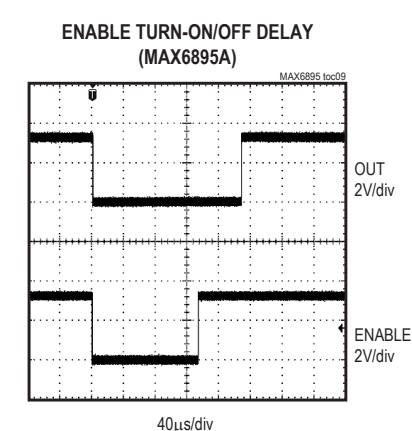 ENABLE TURN-ON/OFF DELAY
(MAX6895A)
MAX6895 toc09
T
OUT
2V/div
ENABLE
2V/div
40µs/div